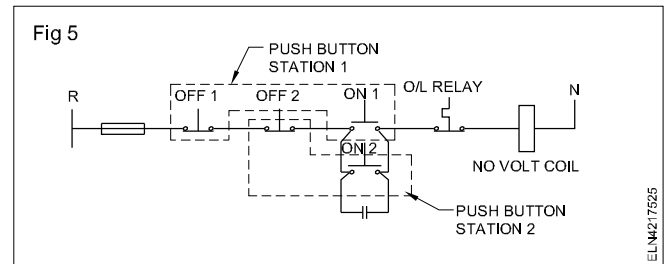 Fig 5
PUSH BUTTON
STATION 1
R
OFF 1
OFF 2
ON 1
O/L RELAY
N
ON 2
NO VOLT COIL
PUSH BUTTON
STATION 2
ELN4217525